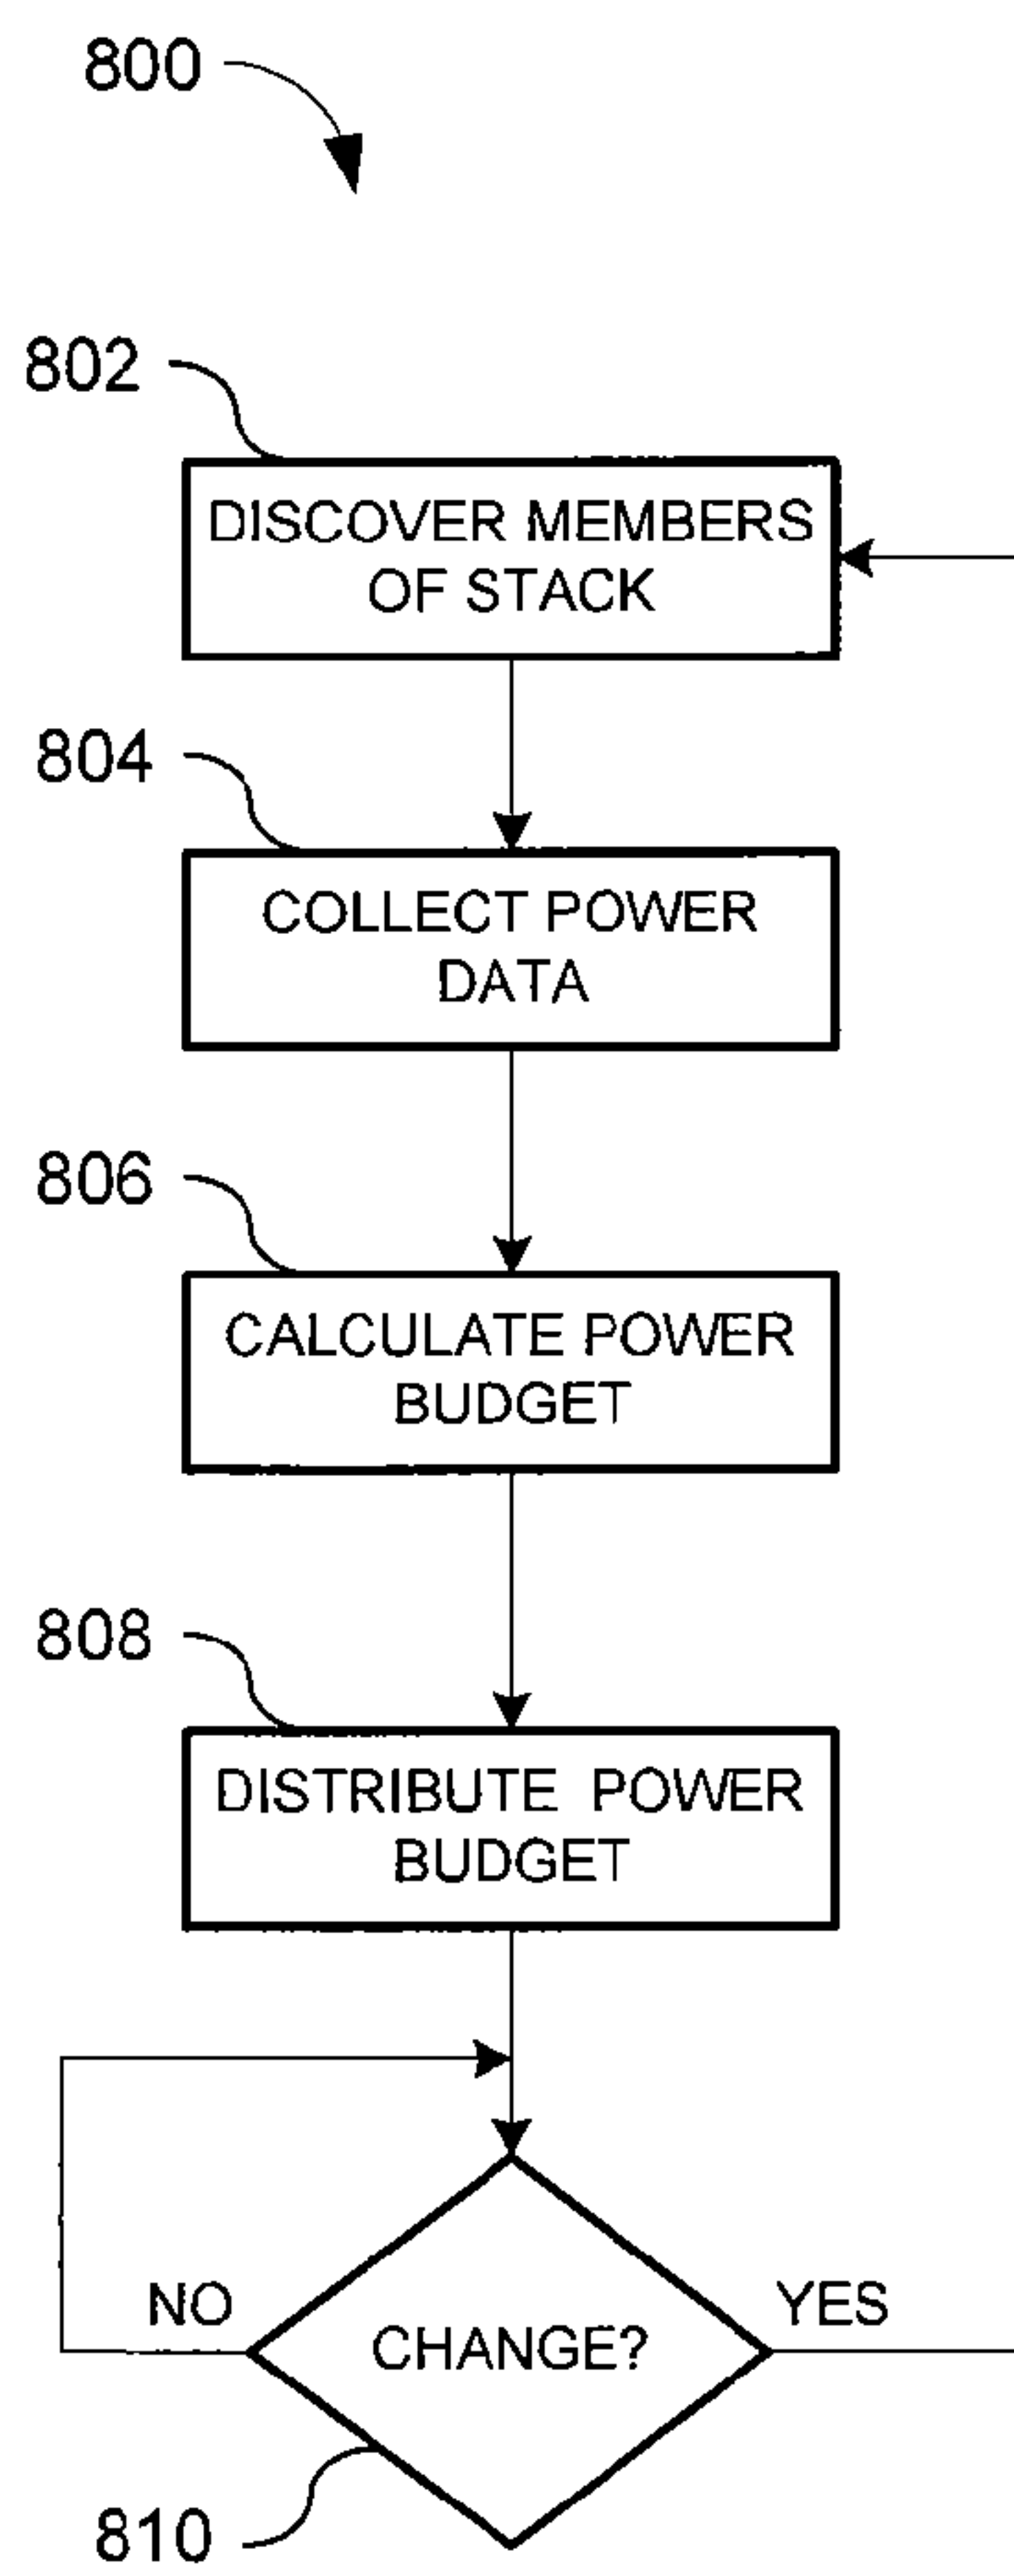 800
802
DISCOVER MEMBERS
OF STACK
804
COLLECT POWER
DATA
806
CALCULATE POWER
BUDGET
808
DISTRIBUTE POWER
BUDGET
NO
YES
CHANGE?
810